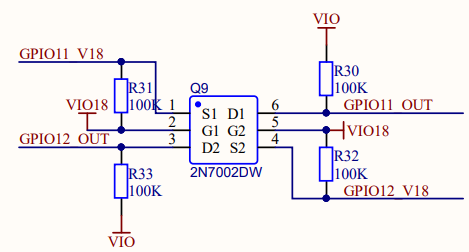 VIO
GPIO11_V18
Q9
R31
100K
R30
100K
VIO18
1 S1 D1 6
GPIO11_OUT
2 G1 G2 5
VIO18
GPIO12_OUT
3 D2 S2 4
2N7002DW
R33
100K
R32
100K
GPIO12_V18
VIO